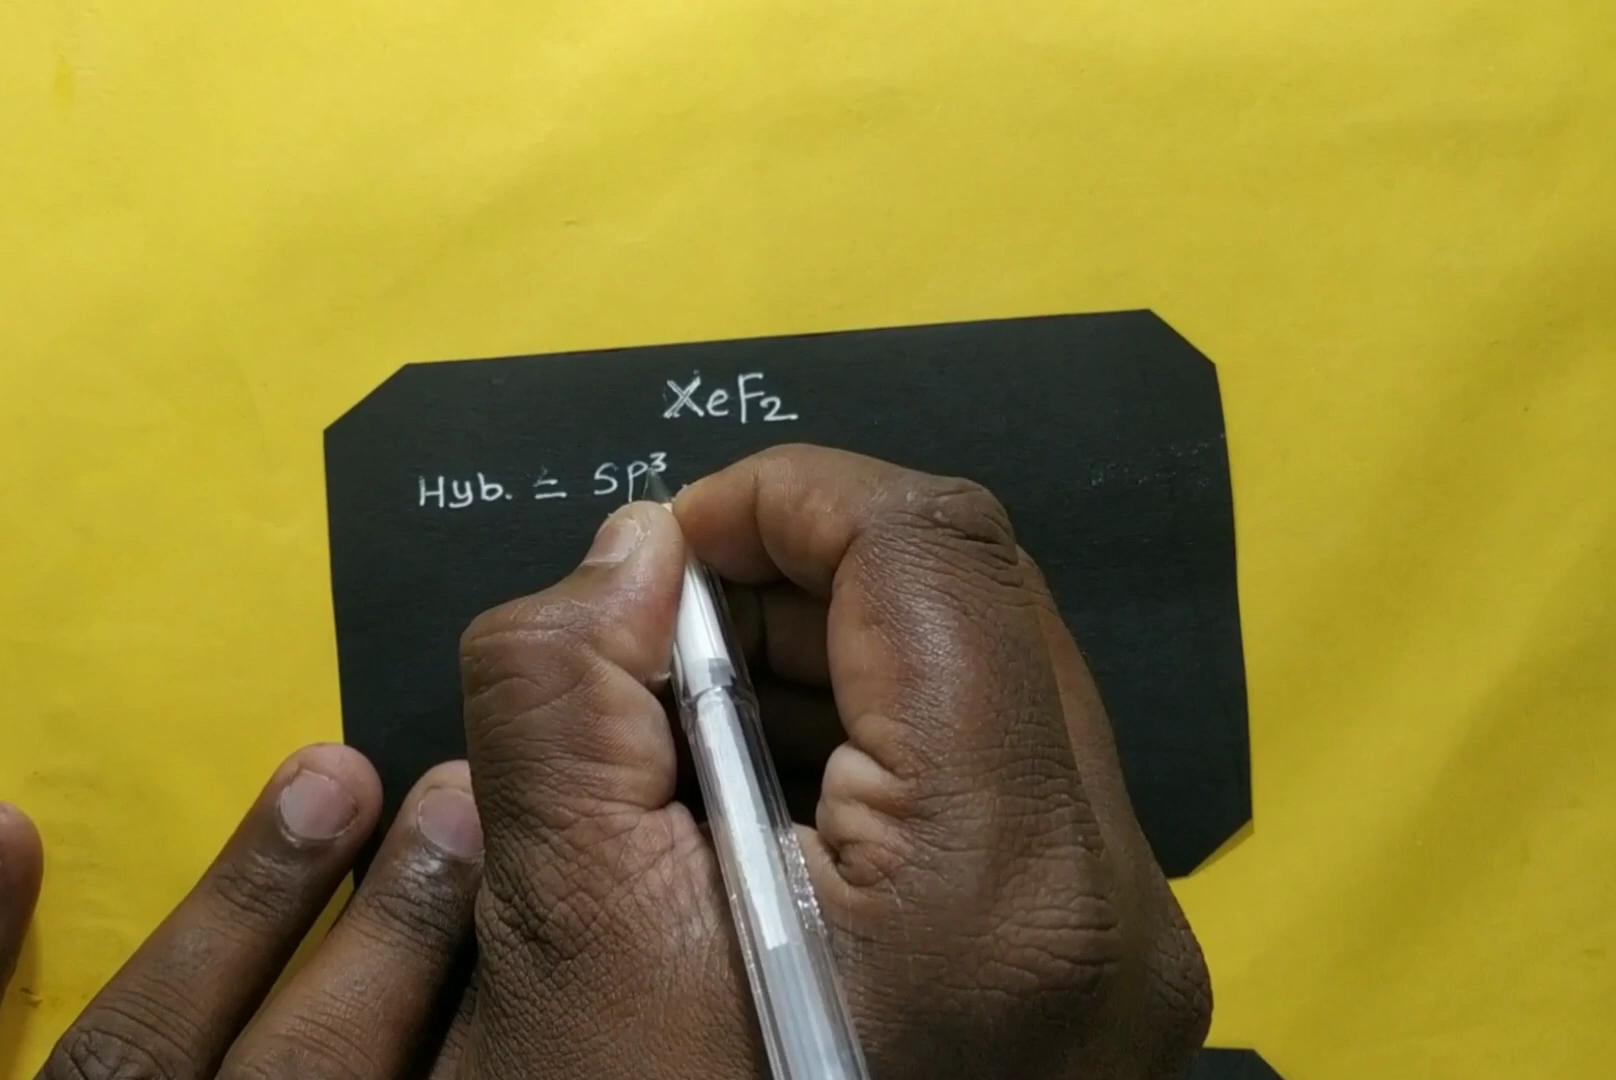 XeF₂
Hyb. = SP³